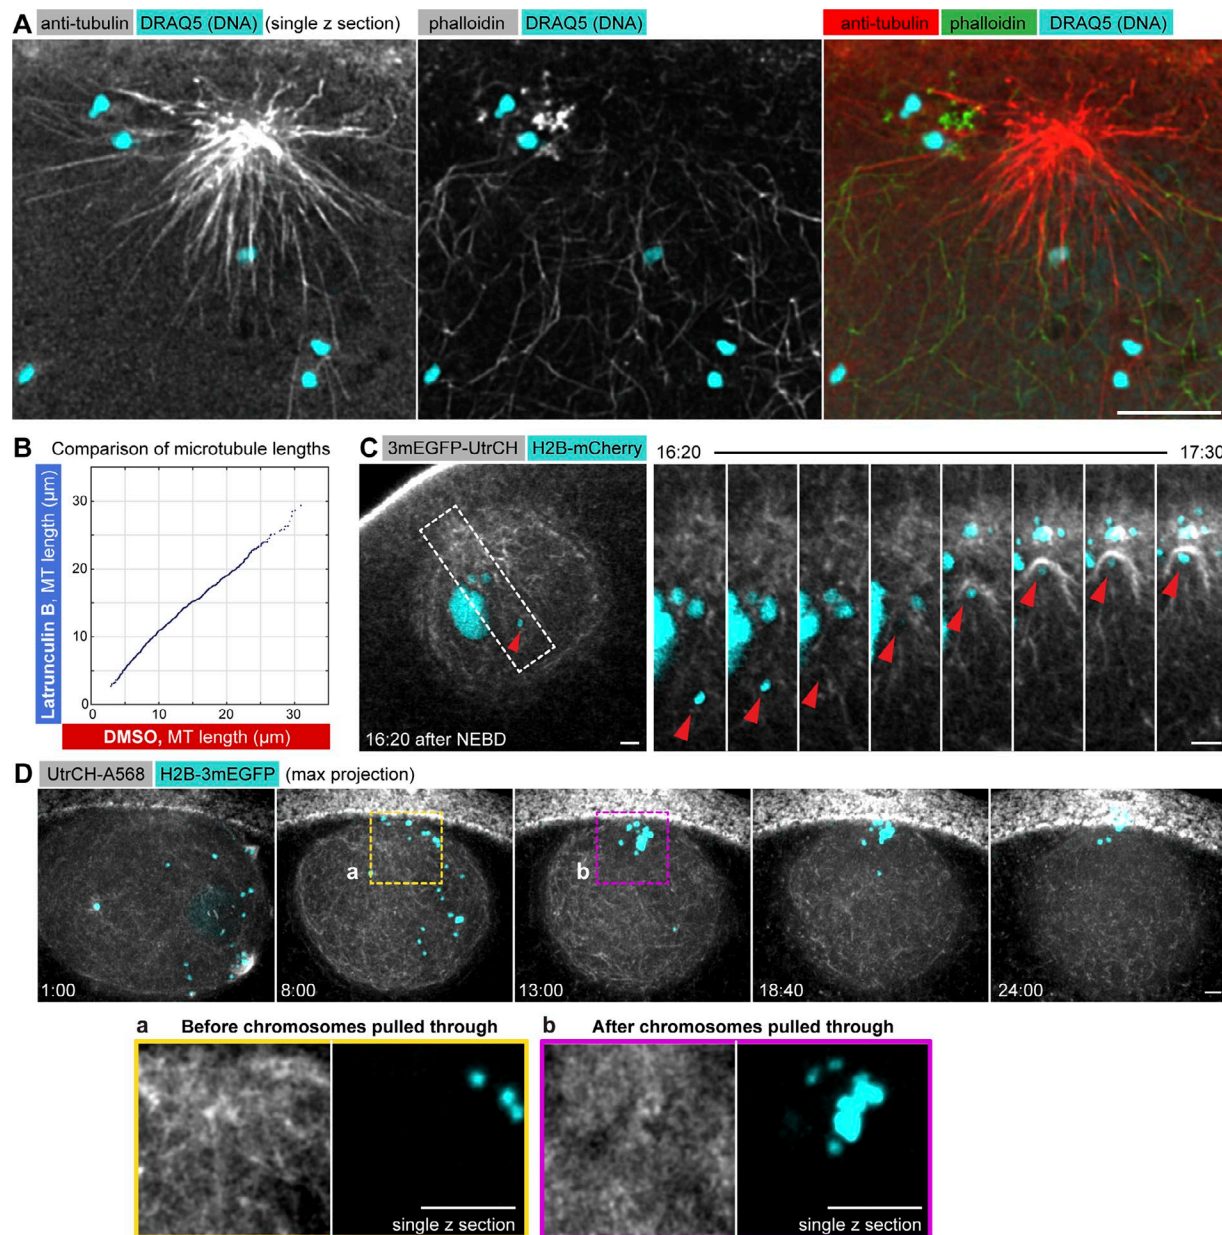 A anti-tubulin DRAQ5 (DNA) (single z section) phalloidin DRAQ5 (DNA) anti-tubulin phalloidin DRAQ5 (DNA)
B Comparison of microtubule lengths
Latrunculin B, MT length (µm)
30
20
10
0
0 10 20 30
DMSO, MT length (µm)
C 3mEGFP-UtrCH H2B-mCherry
16:20 17:30
16:20 after NEBD
D UtrCH-A568 H2B-3mEGFP (max projection)
a b
1:00 8:00 13:00 18:40 24:00
a Before chromosomes pulled through
single z section
b After chromosomes pulled through
single z section